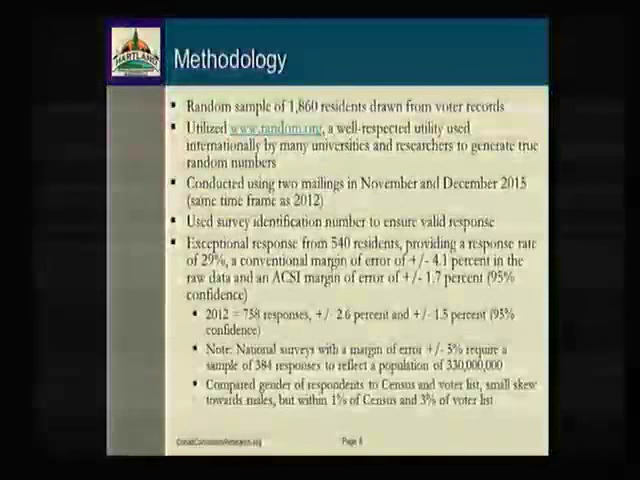 HARTLAND
Methodology
Random sample of 1,860 residents drawn from voter records
Utilized www.random.org, a well-respected utility used
internationally by many universities and researchers to generate true
random numbers
Conducted using two mailings in November and December 2015
(same time frame as 2012)
Used survey identification number to ensure valid response
Exceptional response from 540 residents, providing a response rate
of 29%, a conventional margin of error of +/- 4.1 percent in the
raw data and an ACSI margin of error of +/- 1.7 percent (95%
confidence)
2012 = 758 responses, +/- 2.6 percent and +/- 1.5 percent (95%
confidence)
Note: National surveys with a margin of error +/- 5% require a
sample of 384 responses to reflect a population of 330,000,000
Compared gender of respondents to Census and voter list, small skew
towards males, but within 1% of Census and 3% of voter list
CobaltCommunityResearch.org
Page